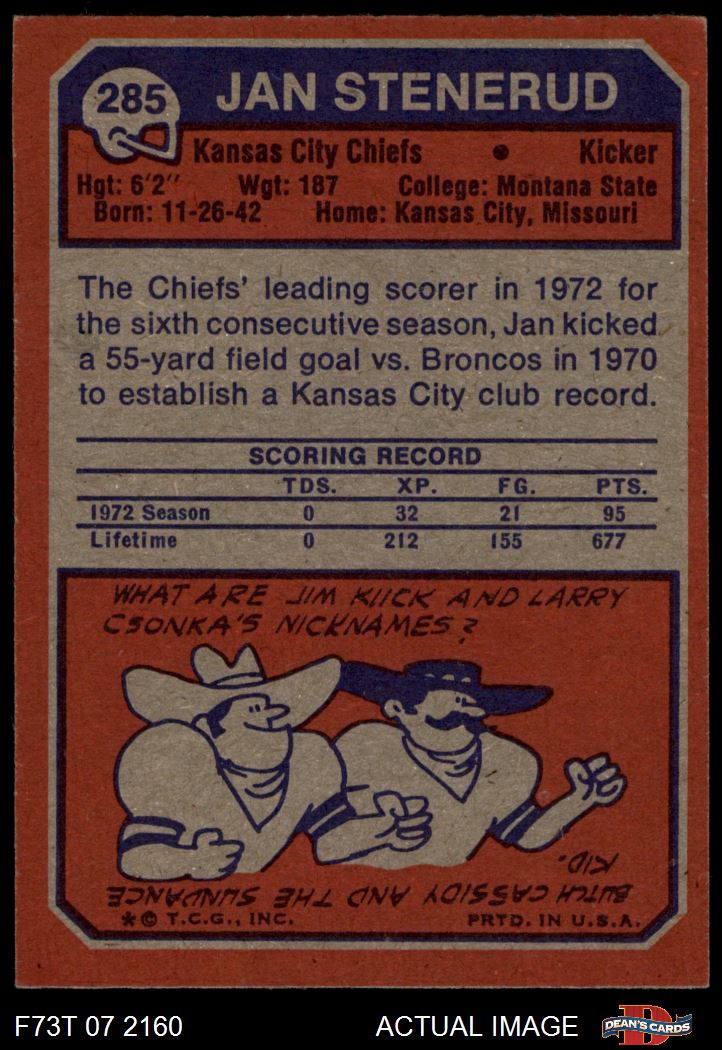 285 JAN STENERUD
Kansas City Chiefs • Kicker
Hgt: 6'2" Wgt: 187 College: Montana State
Born: 11-26-42 Home: Kansas City, Missouri
The Chiefs' leading scorer in 1972 for
the sixth consecutive season, Jan kicked
a 55-yard field goal vs. Broncos in 1970
to establish a Kansas City club record.
SCORING RECORD
TDS. XP. FG. PTS.
1972 Season 0 32 21 95
Lifetime 0 212 155 677
WHAT ARE JIM KIICK AND LARRY
CSONKA'S NICKNAMES?
BUTCH CASSIDY AND THE SUNDANCE
KID.
*© T.C.G., INC. PRTD. IN U.S.A.
F73T 07 2160 ACTUAL IMAGE D DEAN'S CARDS